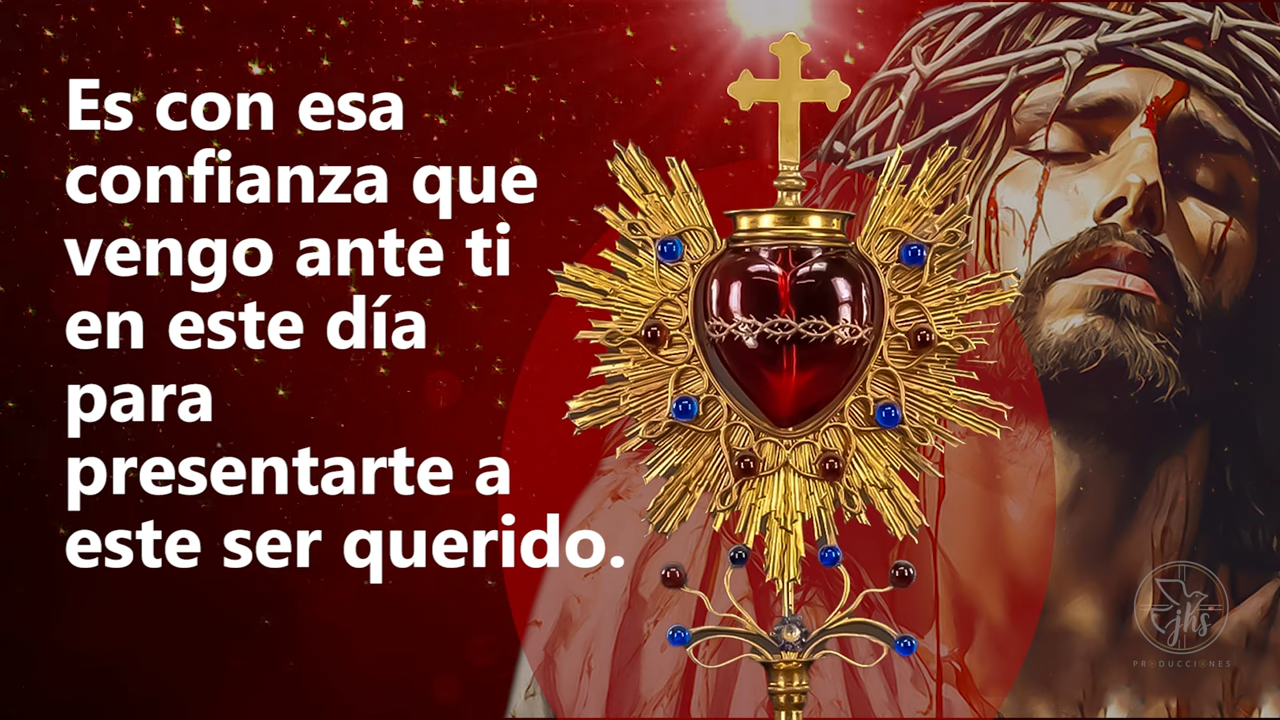 Es con esa
confianza que
vengo ante ti
en este día
para
presentarte a
este ser querido.
jhs
PRODUCCIONES